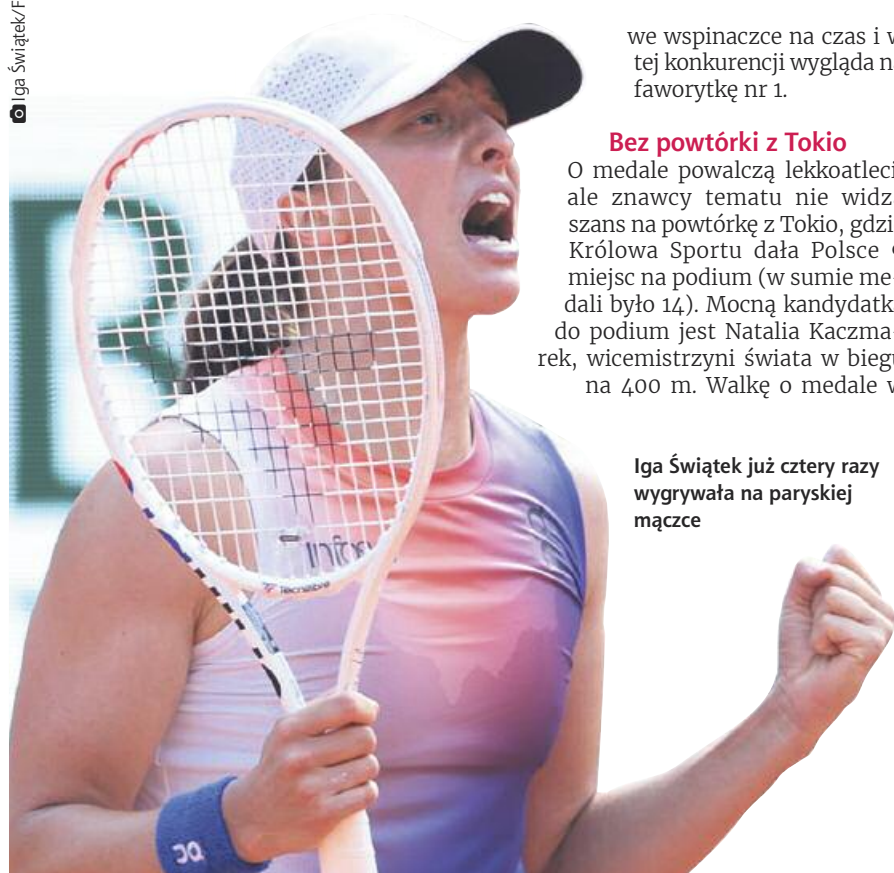 Iga Świątek/F
we wspinaczce na czas i w
tej konkurencji wygląda n
faworytkę nr 1.
Bez powtórki z Tokio
O medale powalczą lekkoatleci
ale znawcy tematu nie widz
szans na powtórkę z Tokio, gdzi
Królowa Sportu dała Polsce
miejsc na podium (w sumie me-
dali było 14). Mocną kandydatk
do podium jest Natalia Kaczma-
rek, wicemistrzyni świata w biegu
na 400 m. Walkę o medale w
Iga Świątek już cztery razy
wygrywała na paryskiej
mączce
Tecnifibre